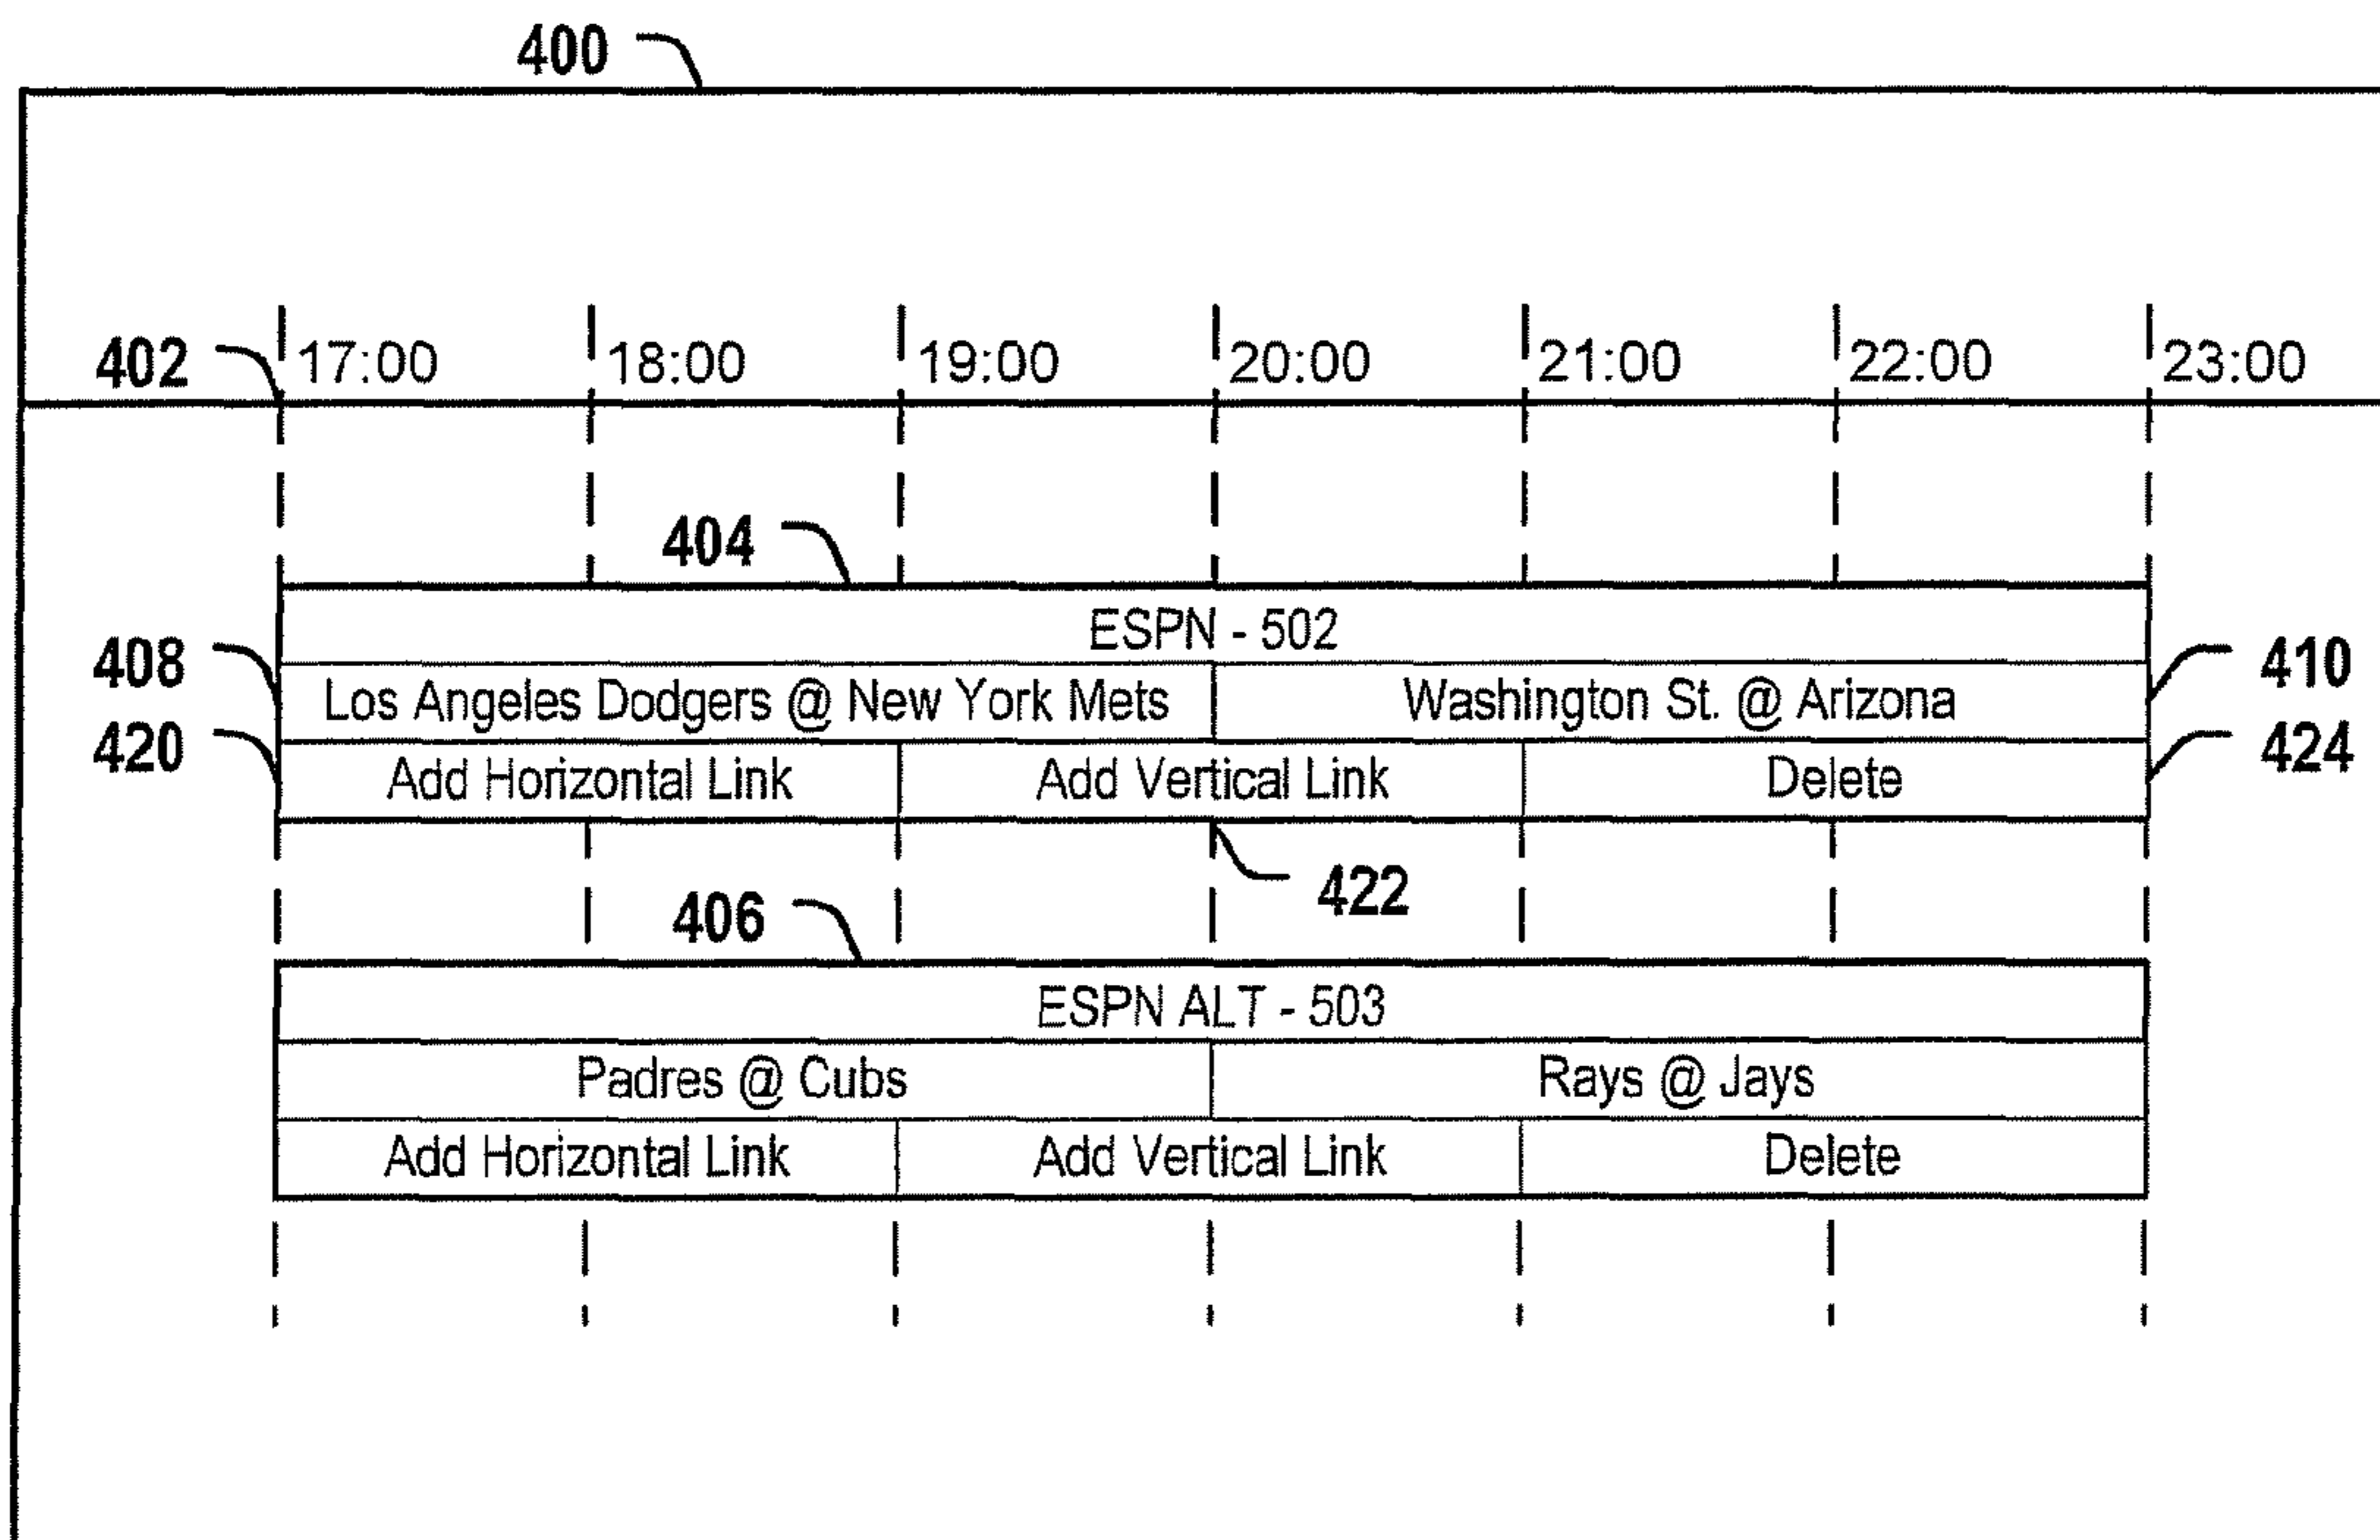 400
402 17:00 18:00 19:00 20:00 21:00 22:00 23:00
404
ESPN - 502
408 Los Angeles Dodgers @ New York Mets Washington St. @ Arizona 410
420 Add Horizontal Link Add Vertical Link Delete 424
422
406
ESPN ALT - 503
Padres @ Cubs Rays @ Jays
Add Horizontal Link Add Vertical Link Delete